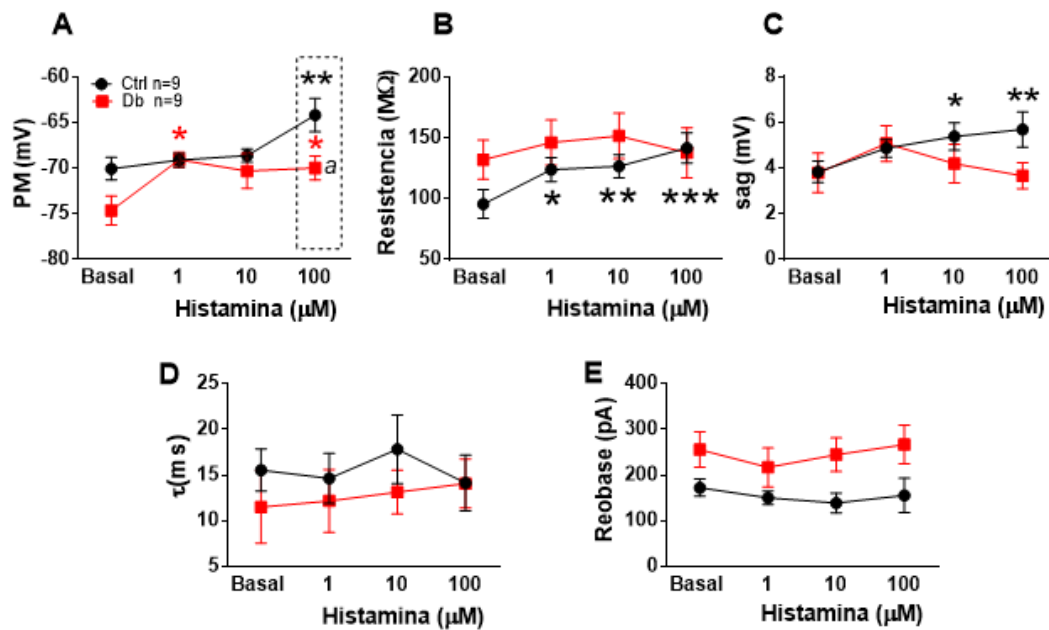 A
PM (mV)
-60
-65
-70
-75
-80
Ctrl n=9
Db n=9
*
**
*
a
Basal 1 10 100
Histamina (μM)
B
Resistencia (MΩ)
200
150
100
50
* ** ***
Basal 1 10 100
Histamina (μM)
C
sag (mV)
8
6
4
2
0
* **
Basal 1 10 100
Histamina (μM)
D
τ(ms)
25
20
15
10
5
Basal 1 10 100
Histamina (μM)
E
Reobase (pA)
400
300
200
100
0
Basal 1 10 100
Histamina (μM)